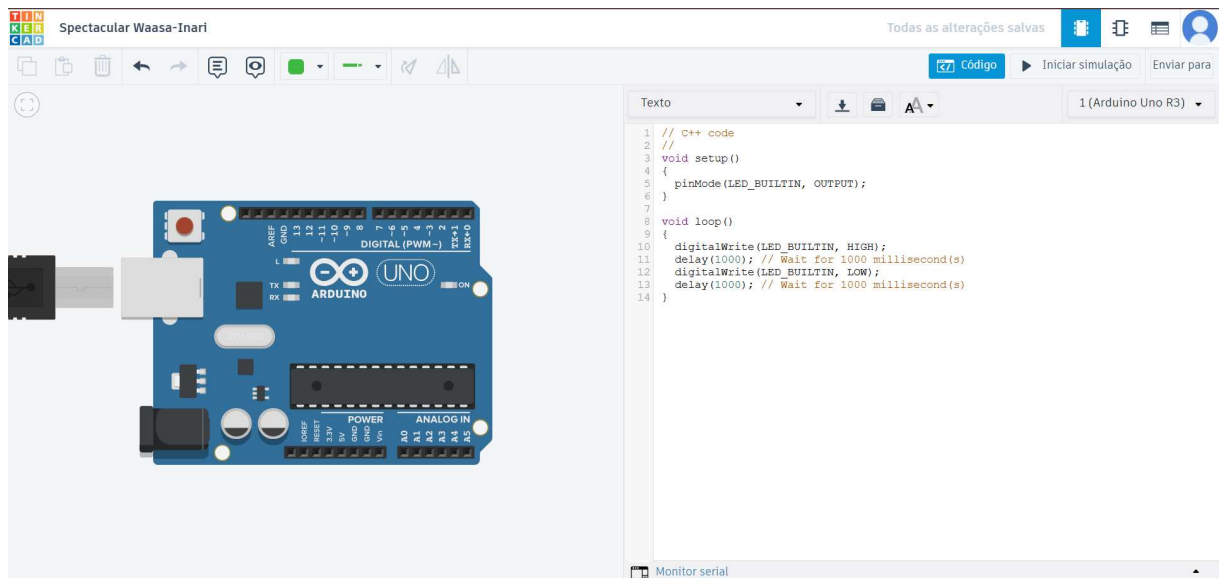 TIN
KER
CAD
Spectacular Waasa-Inari
Todas as alterações salvas
Código
Iniciar simulação
Enviar para
Texto
1 (Arduino Uno R3)
1 // C++ code
2 //
3 void setup()
4 {
5 pinMode(LED_BUILTIN, OUTPUT);
6 }
7
8 void loop()
9 {
10 digitalWrite(LED_BUILTIN, HIGH);
11 delay(1000); // Wait for 1000 millisecond(s)
12 digitalWrite(LED_BUILTIN, LOW);
13 delay(1000); // Wait for 1000 millisecond(s)
14 }
AREF
GND
13
12
~11
~10
~9
8
7
~6
~5
4
~3
2
TX→1
RX←0
DIGITAL (PWM~)
L
TX
RX
UNO
ARDUINO
ON
POWER
ANALOG IN
IOREF
RESET
3.3V
5V
GND
GND
Vin
A0
A1
A2
A3
A4
A5
Monitor serial